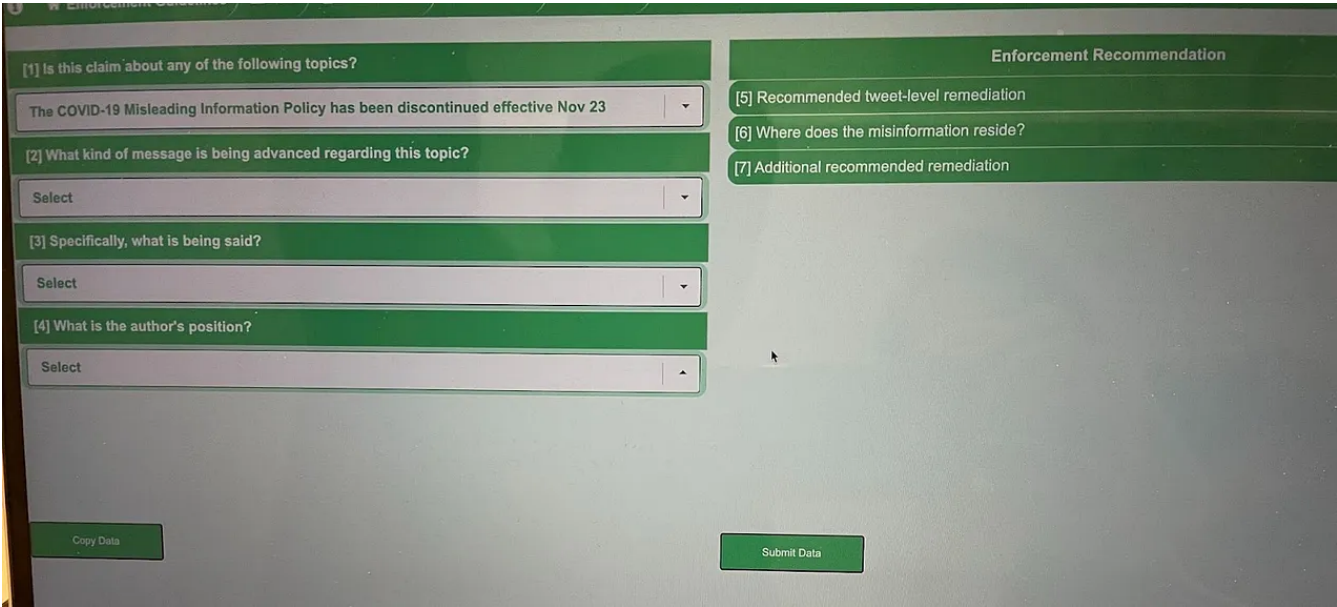 [1] Is this claim about any of the following topics?
The COVID-19 Misleading Information Policy has been discontinued effective Nov 23
[2] What kind of message is being advanced regarding this topic?
Select
[3] Specifically, what is being said?
Select
[4] What is the author's position?
Select
Copy Data
Enforcement Recommendation
[5] Recommended tweet-level remediation
[6] Where does the misinformation reside?
[7] Additional recommended remediation
Submit Data